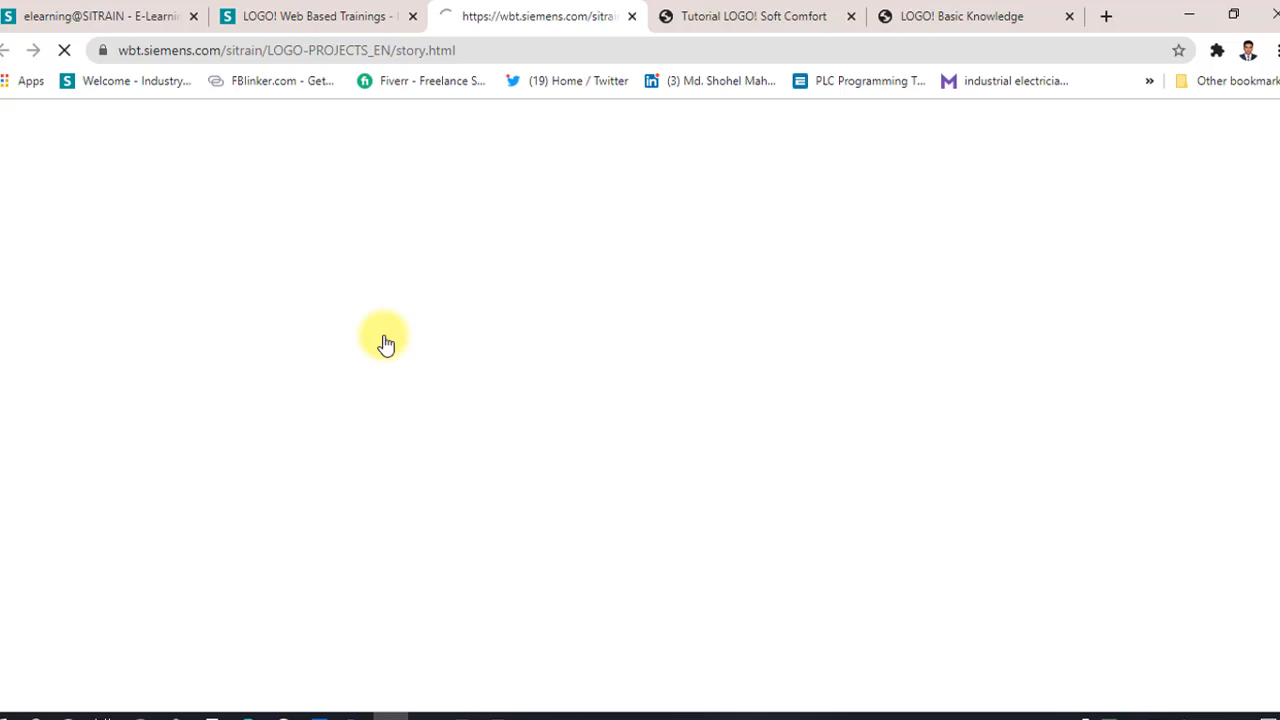 elearning@SITRAIN - E-Learni
LOGO! Web Based Trainings -
https://wbt.siemens.com/sitrai
Tutorial LOGO! Soft Comfort
LOGO! Basic Knowledge
wbt.siemens.com/sitrain/LOGO-PROJECTS_EN/story.html
Apps
S Welcome - Industry...
FBlinker.com - Get...
Fiverr - Freelance S...
(19) Home / Twitter
(3) Md. Shohel Mah...
PLC Programming T...
industrial electricia...
»
Other bookmark